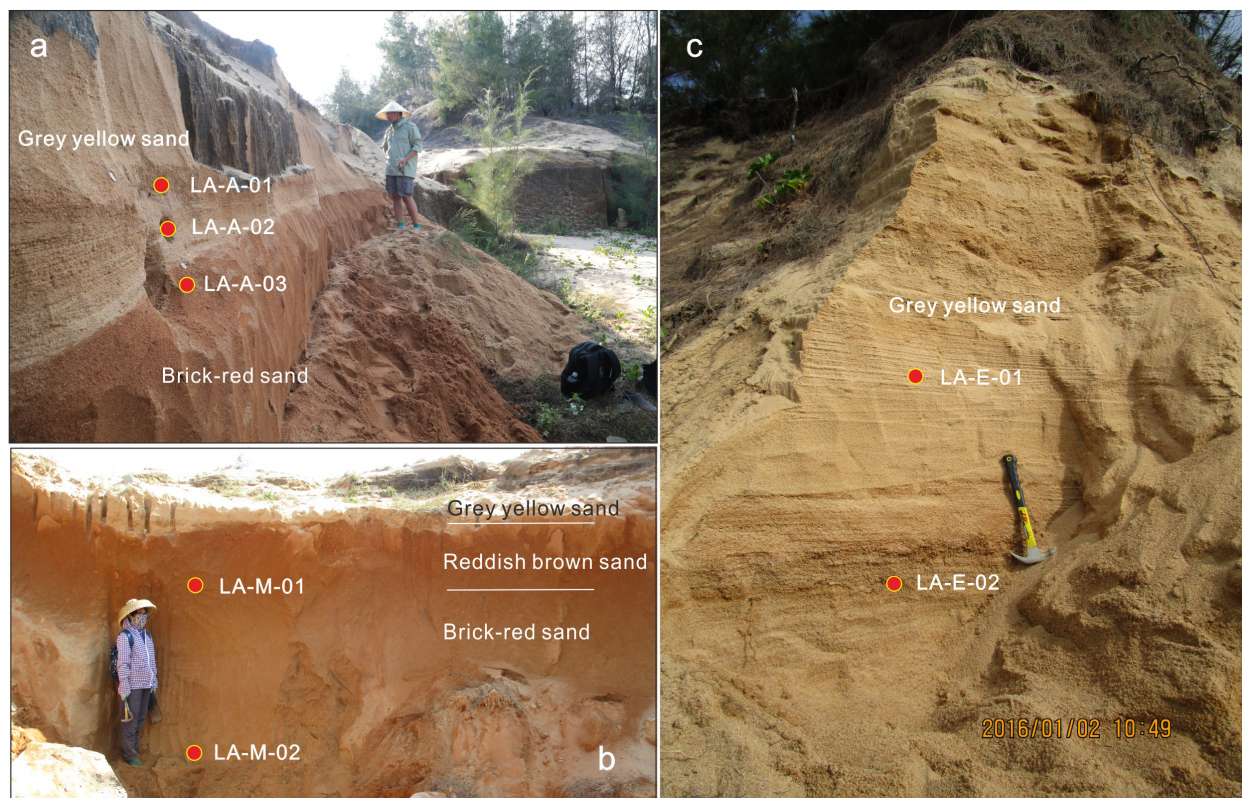 a
Grey yellow sand
LA-A-01
LA-A-02
LA-A-03
Brick-red sand
Grey yellow sand
Reddish brown sand
LA-M-01
Brick-red sand
LA-M-02
b
c
Grey yellow sand
LA-E-01
LA-E-02
2016/01/02 10:49